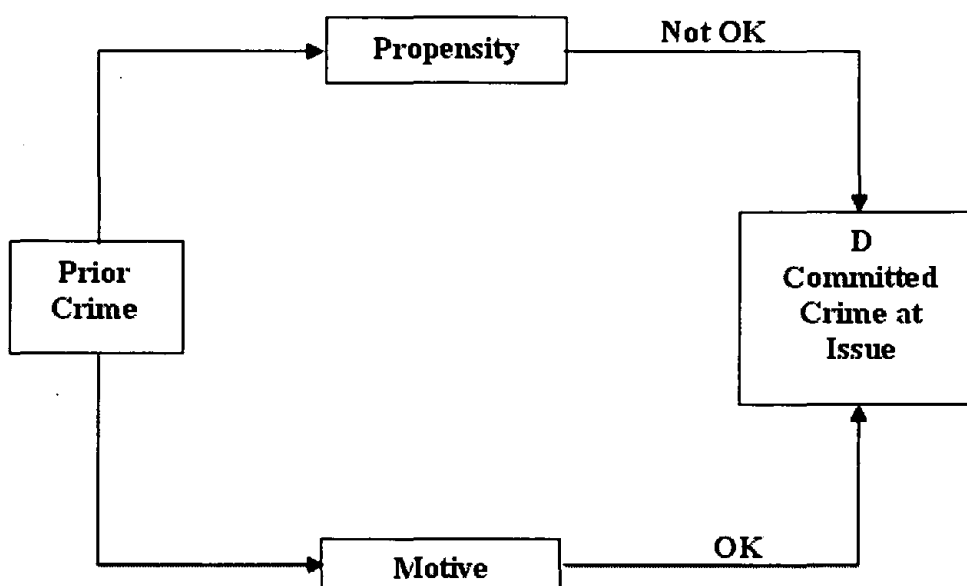 Propensity
Not OK
Prior
Crime
D
Committed
Crime at
Issue
Motive
OK